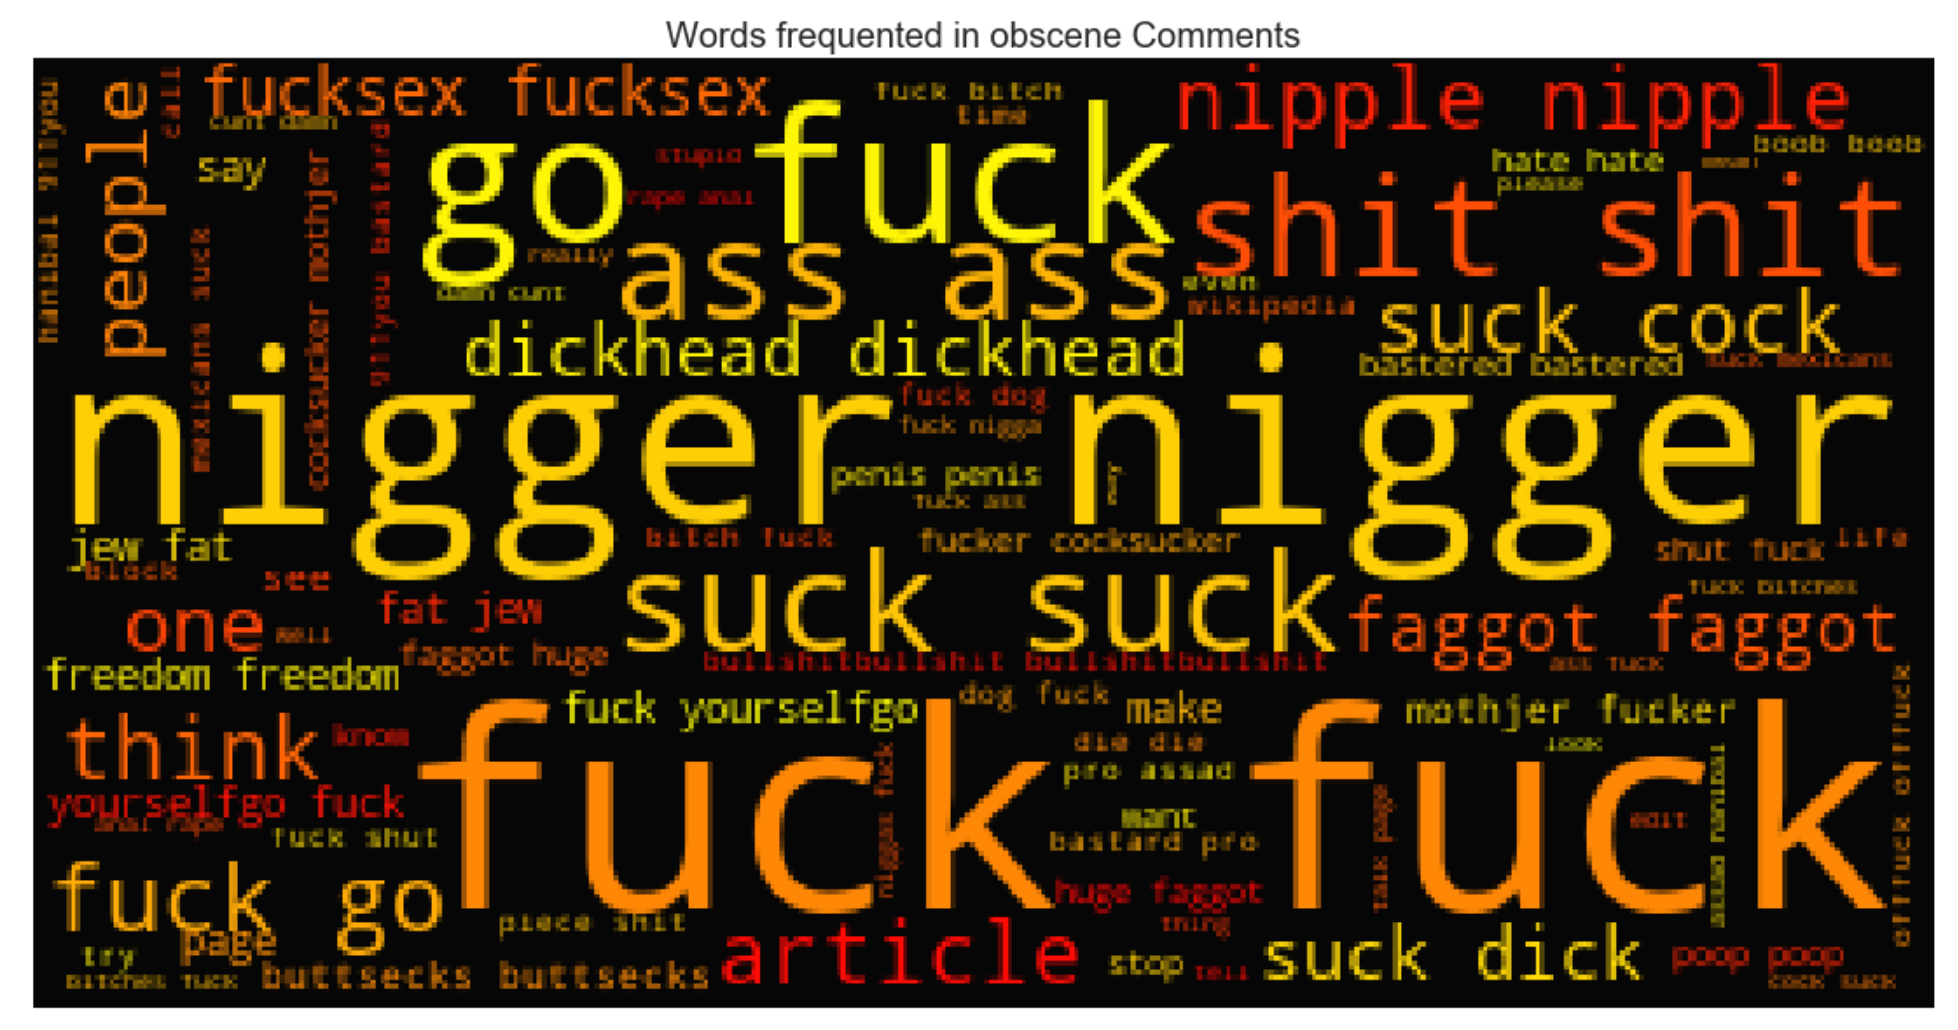 Words frequented in obscene Comments
fucksex fucksex
fuck bitch
nipple nipple
call
hanibal 911you
people
cunt damn
time
go fuck
say
stupid
hate hate
boob boob
please
rape anal
shit shit
mexicans suck
cocksucker mothjer
911you bastard
really
ass ass
damn cunt
even
wikipedia
suck cock
dickhead dickhead
bastered bastered
suck mexicans
nigger nigger
fuck dog
fuck nigga
penis penis
fuck ass
jew fat
block
bitch fuck
fucker cocksucker
shut fuck
life
see
fat jew
suck suck
fuck bitches
one
well
faggot huge
faggot faggot
bullshitbullshit bullshitbullshit
ass fuck
freedom freedom
fuck yourselfgo
dog fuck
make
mothjer fucker
think
know
fuck fuck
die die
look
pro assad
yourselfgo fuck
anal rape
fuck shut
niggas fuck
want
bastard pro
talk page
edit
assad hanibal
offfuck offfuck
fuck go
huge faggot
piece shit
thing
page
try
article
stop
tell
suck dick
poop poop
bitches fuck
buttsecks buttsecks
cock suck